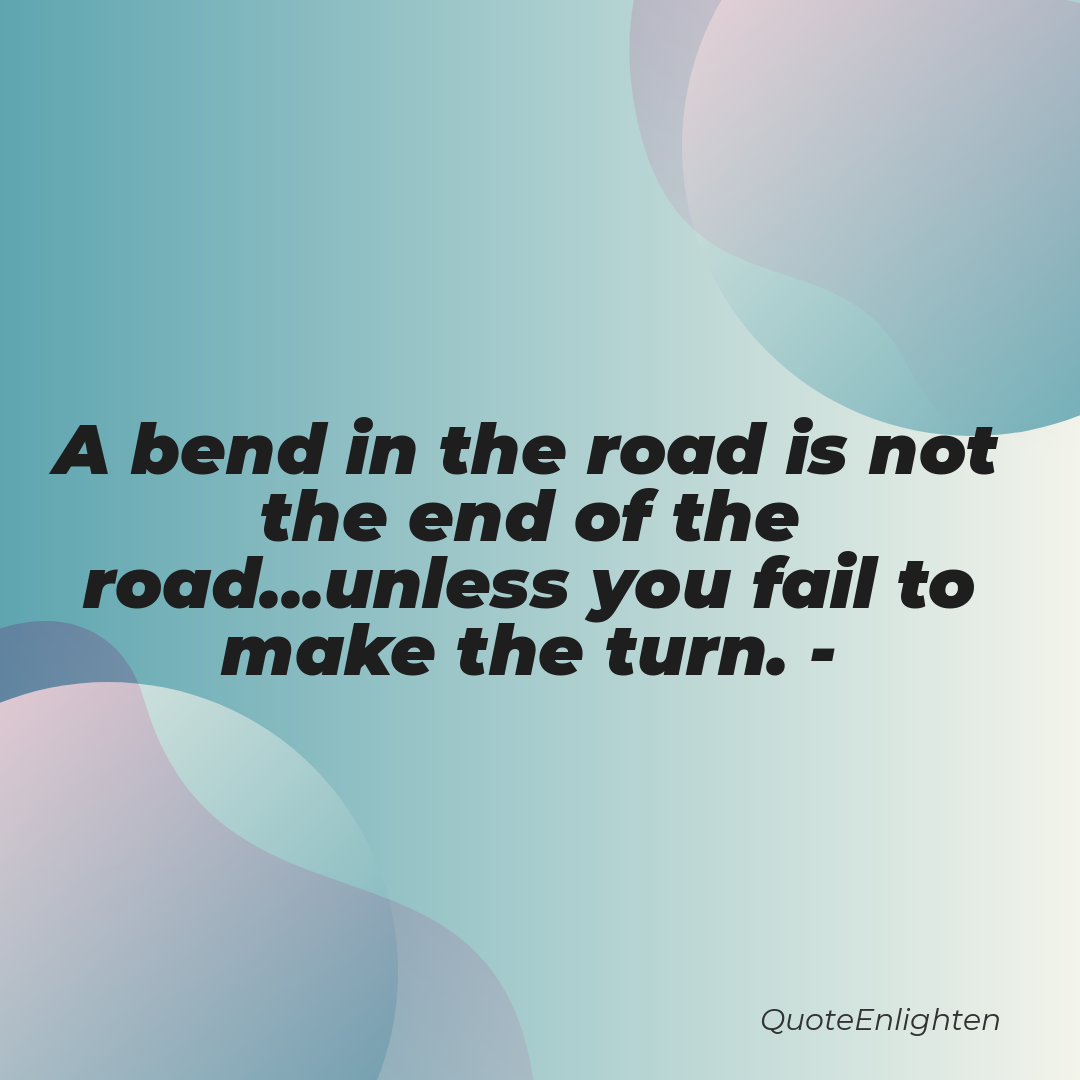 A bend in the road is not
the end of the
road...unless you fail to
make the turn. -
QuoteEnlighten